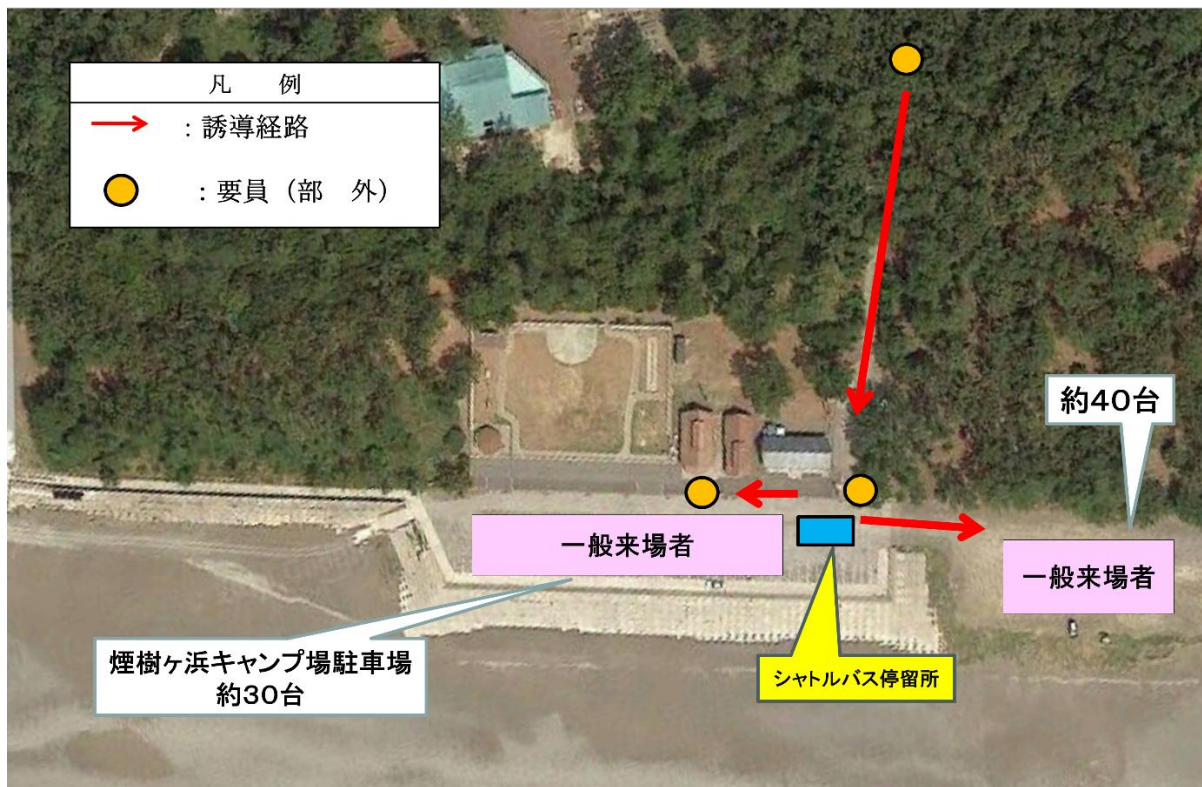 凡　例
：誘導経路
：要員（部　外）
約40台
一般来場者
一般来場者
煙樹ヶ浜キャンプ場駐車場
約30台
シャトルバス停留所